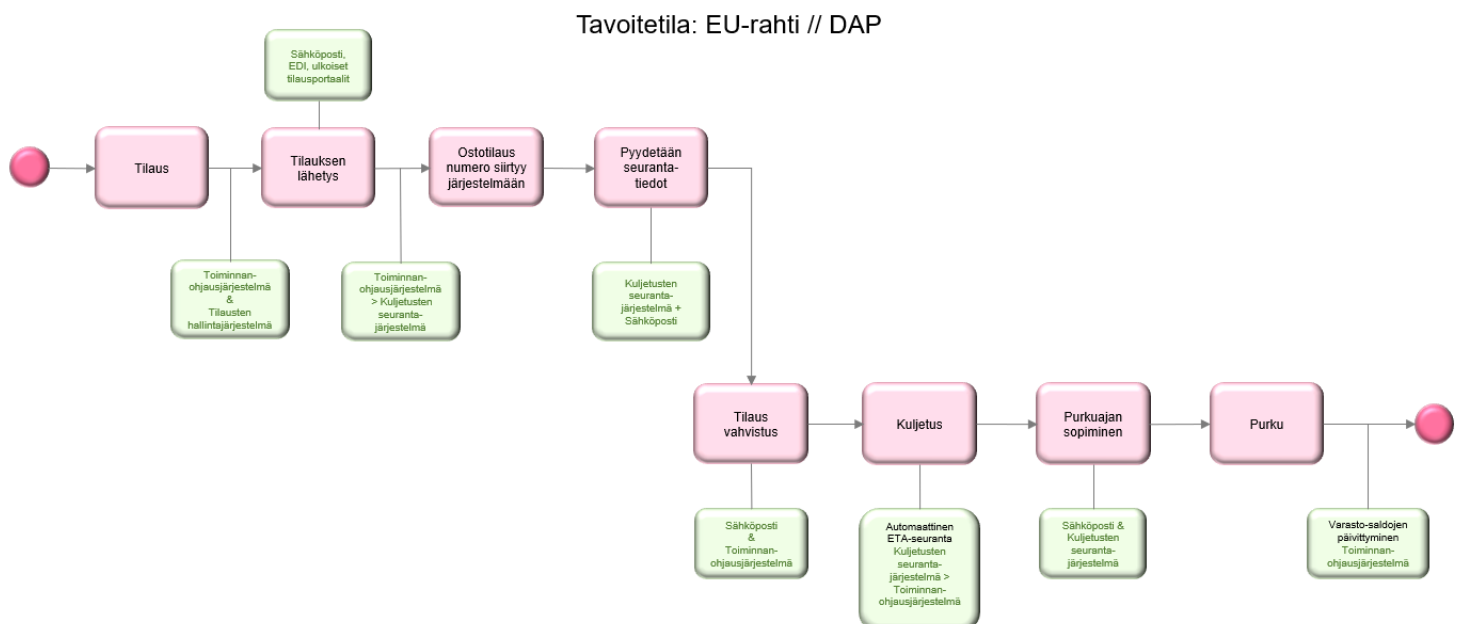 Tavoitetila: EU-rahti // DAP
Sähköposti,
EDI, ulkoiset
tilausportaalit
Tilaus
Tilauksen
lähetys
Ostotilaus
numero siirtyy
järjestelmään
Pyydetään
seuranta-
tiedot
Toiminnan-
ohjausjärjestelmä
&
Tilausten
hallintajärjestelmä
Toiminnan-
ohjausjärjestelmä
> Kuljetusten
seuranta-
järjestelmä
Kuljetusten
seuranta-
järjestelmä +
Sähköposti
Tilaus
vahvistus
Kuljetus
Purkuajan
sopiminen
Purku
Sähköposti
&
Toiminnan-
ohjausjärjestelmä
Automaattinen
ETA-seuranta
Kuljetusten
seuranta-
järjestelmä >
Toiminnan-
ohjausjärjestelmä
Sähköposti &
Kuljetusten
seuranta-
järjestelmä
Varasto-saldojen
päivittyminen
Toiminnan-
ohjausjärjestelmä